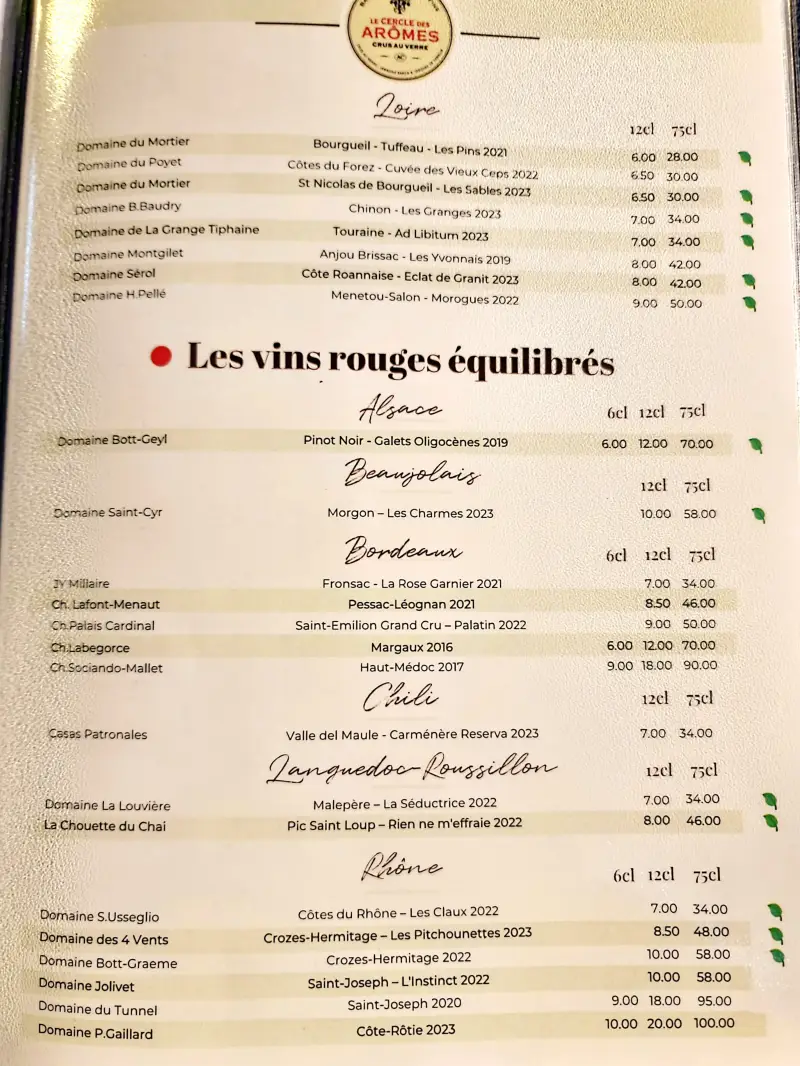 LE CERCLE DES
ARÔMES
CRUS AU VERRE
Loire
12cl 75cl
Domaine du Mortier Bourgueil - Tuffeau - Les Pins 2021 6.00 28.00
Domaine du Poyet Côtes du Forez - Cuvée des Vieux Ceps 2022 6.50 30.00
Domaine du Mortier St Nicolas de Bourgueil - Les Sables 2023 6.50 30.00
Domaine B.Baudry Chinon - Les Granges 2023 7.00 34.00
Domaine de La Grange Tiphaine Touraine - Ad Libitum 2023 7.00 34.00
Domaine Montgilet Anjou Brissac - Les Yvonnais 2019 8.00 42.00
Domaine Sérol Côte Roannaise - Eclat de Granit 2023 8.00 42.00
Domaine H.Pellé Menetou-Salon - Morogues 2022 9.00 50.00
Les vins rouges équilibrés
Alsace 6cl 12cl 75cl
Domaine Bott-Geyl Pinot Noir - Galets Oligocènes 2019 6.00 12.00 70.00
Beaujolais 12cl 75cl
Domaine Saint-Cyr Morgon – Les Charmes 2023 10.00 58.00
Bordeaux 6cl 12cl 75cl
JY Millaire Fronsac - La Rose Garnier 2021 7.00 34.00
Ch. Lafont-Menaut Pessac-Léognan 2021 8.50 46.00
Ch.Palais Cardinal Saint-Emilion Grand Cru – Palatin 2022 9.00 50.00
Ch.Labegorce Margaux 2016 6.00 12.00 70.00
Ch.Sociando-Mallet Haut-Médoc 2017 9.00 18.00 90.00
Chili 12cl 75cl
Casas Patronales Valle del Maule - Carménère Reserva 2023 7.00 34.00
Languedoc-Roussillon 12cl 75cl
Domaine La Louvière Malepère – La Séductrice 2022 7.00 34.00
La Chouette du Chai Pic Saint Loup – Rien ne m'effraie 2022 8.00 46.00
Rhône 6cl 12cl 75cl
Domaine S.Usseglio Côtes du Rhône – Les Claux 2022 7.00 34.00
Domaine des 4 Vents Crozes-Hermitage – Les Pitchounettes 2023 8.50 48.00
Domaine Bott-Graeme Crozes-Hermitage 2022 10.00 58.00
Domaine Jolivet Saint-Joseph – L'Instinct 2022 10.00 58.00
Domaine du Tunnel Saint-Joseph 2020 9.00 18.00 95.00
Domaine P.Gaillard Côte-Rôtie 2023 10.00 20.00 100.00